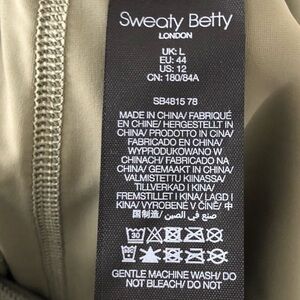 Sweaty Betty
LONDON
UK: L
EU: 44
US: 12
CN: 180/84A
SB4815 78
MADE IN CHINA/ FABRIQUÉ
EN CHINE/ HERGESTELLT IN
CHINA/ PRODOTTO IN CINA/
FABRICADO EN CHINA/
WYPRODUKOWANO W
CHINACH/ FABRICADO NA
CHINA/ GEMAAKT IN CHINA/
VALMISTETTU KIINASSA/
TILLVERKAD I KINA/
FREMSTILLET I KINA/ LAGD I
KINA/ VYROBENÉ V ČÍNĚ/ 中
国制造/ صنع في الصين/
30
GENTLE MACHINE WASH/ DO
NOT BLEACH/ DO NOT